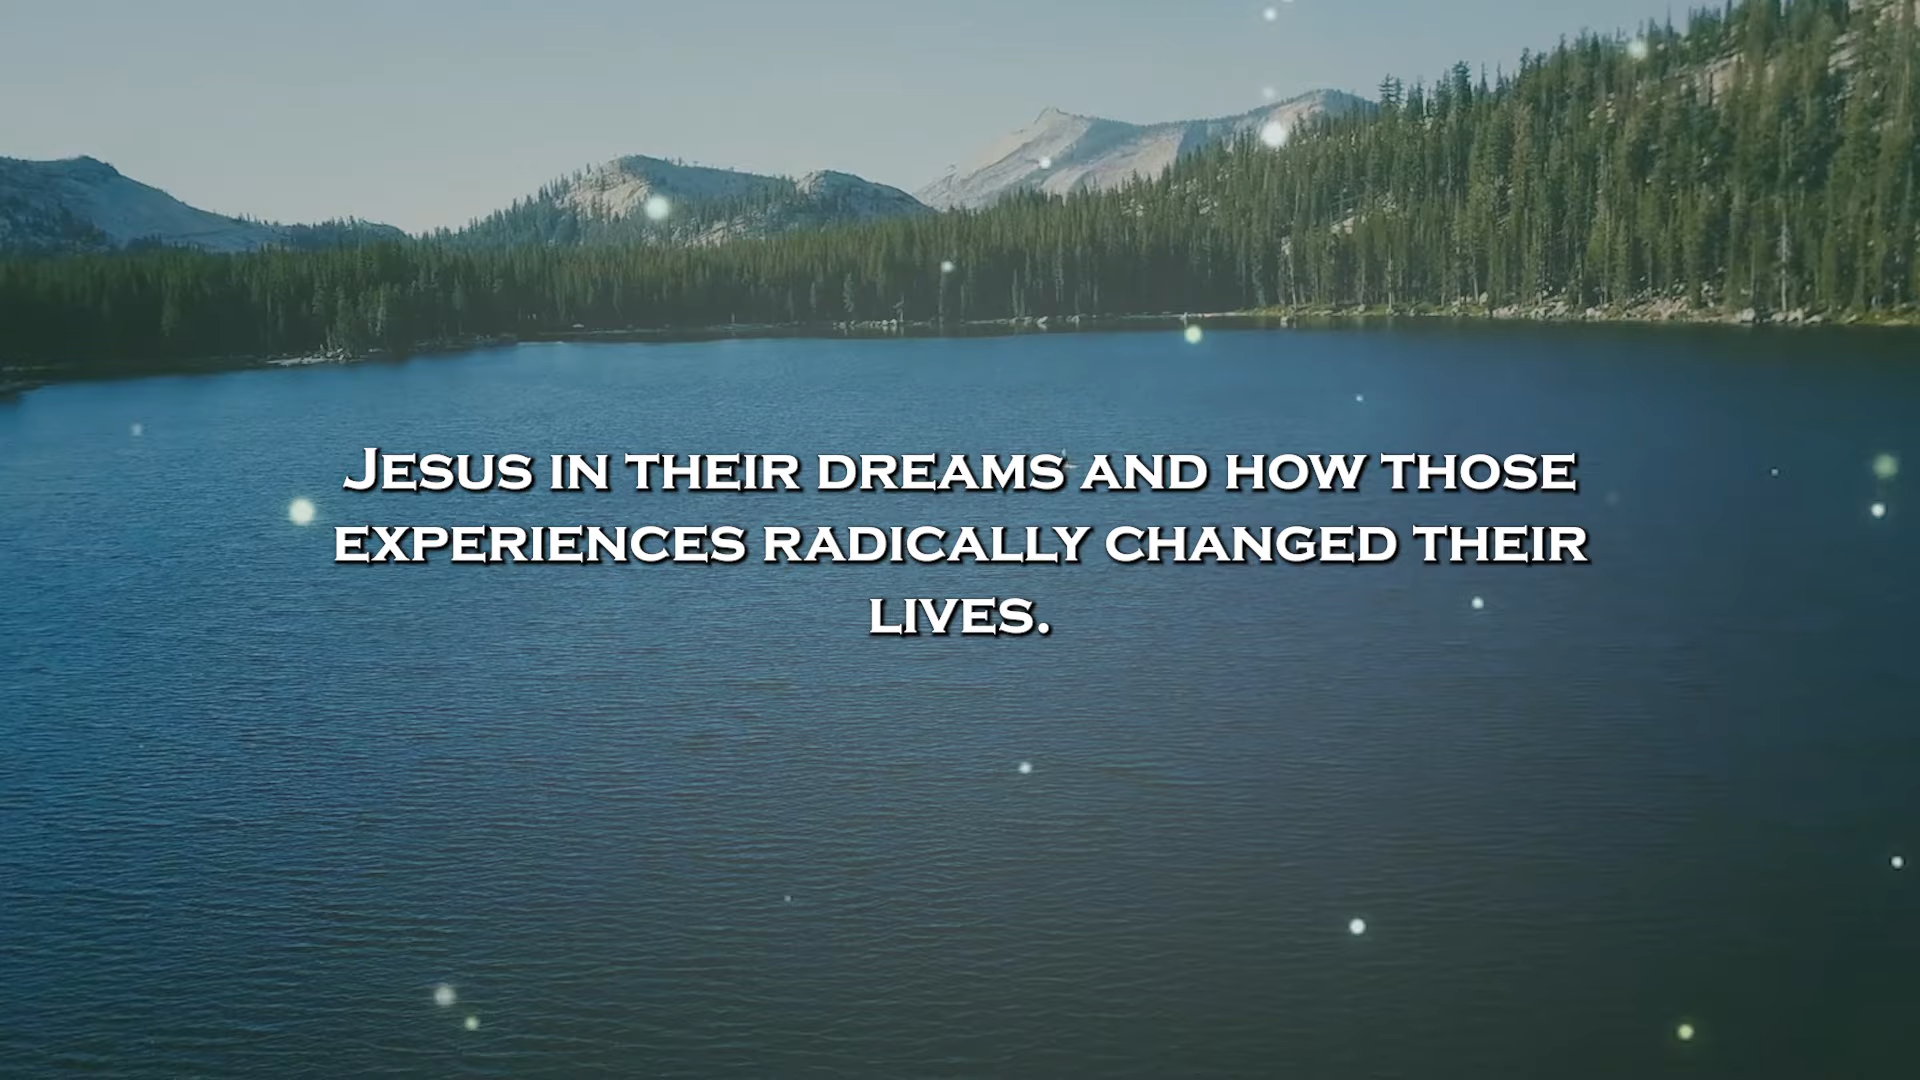 Jesus in their dreams and how those
experiences radically changed their
lives.